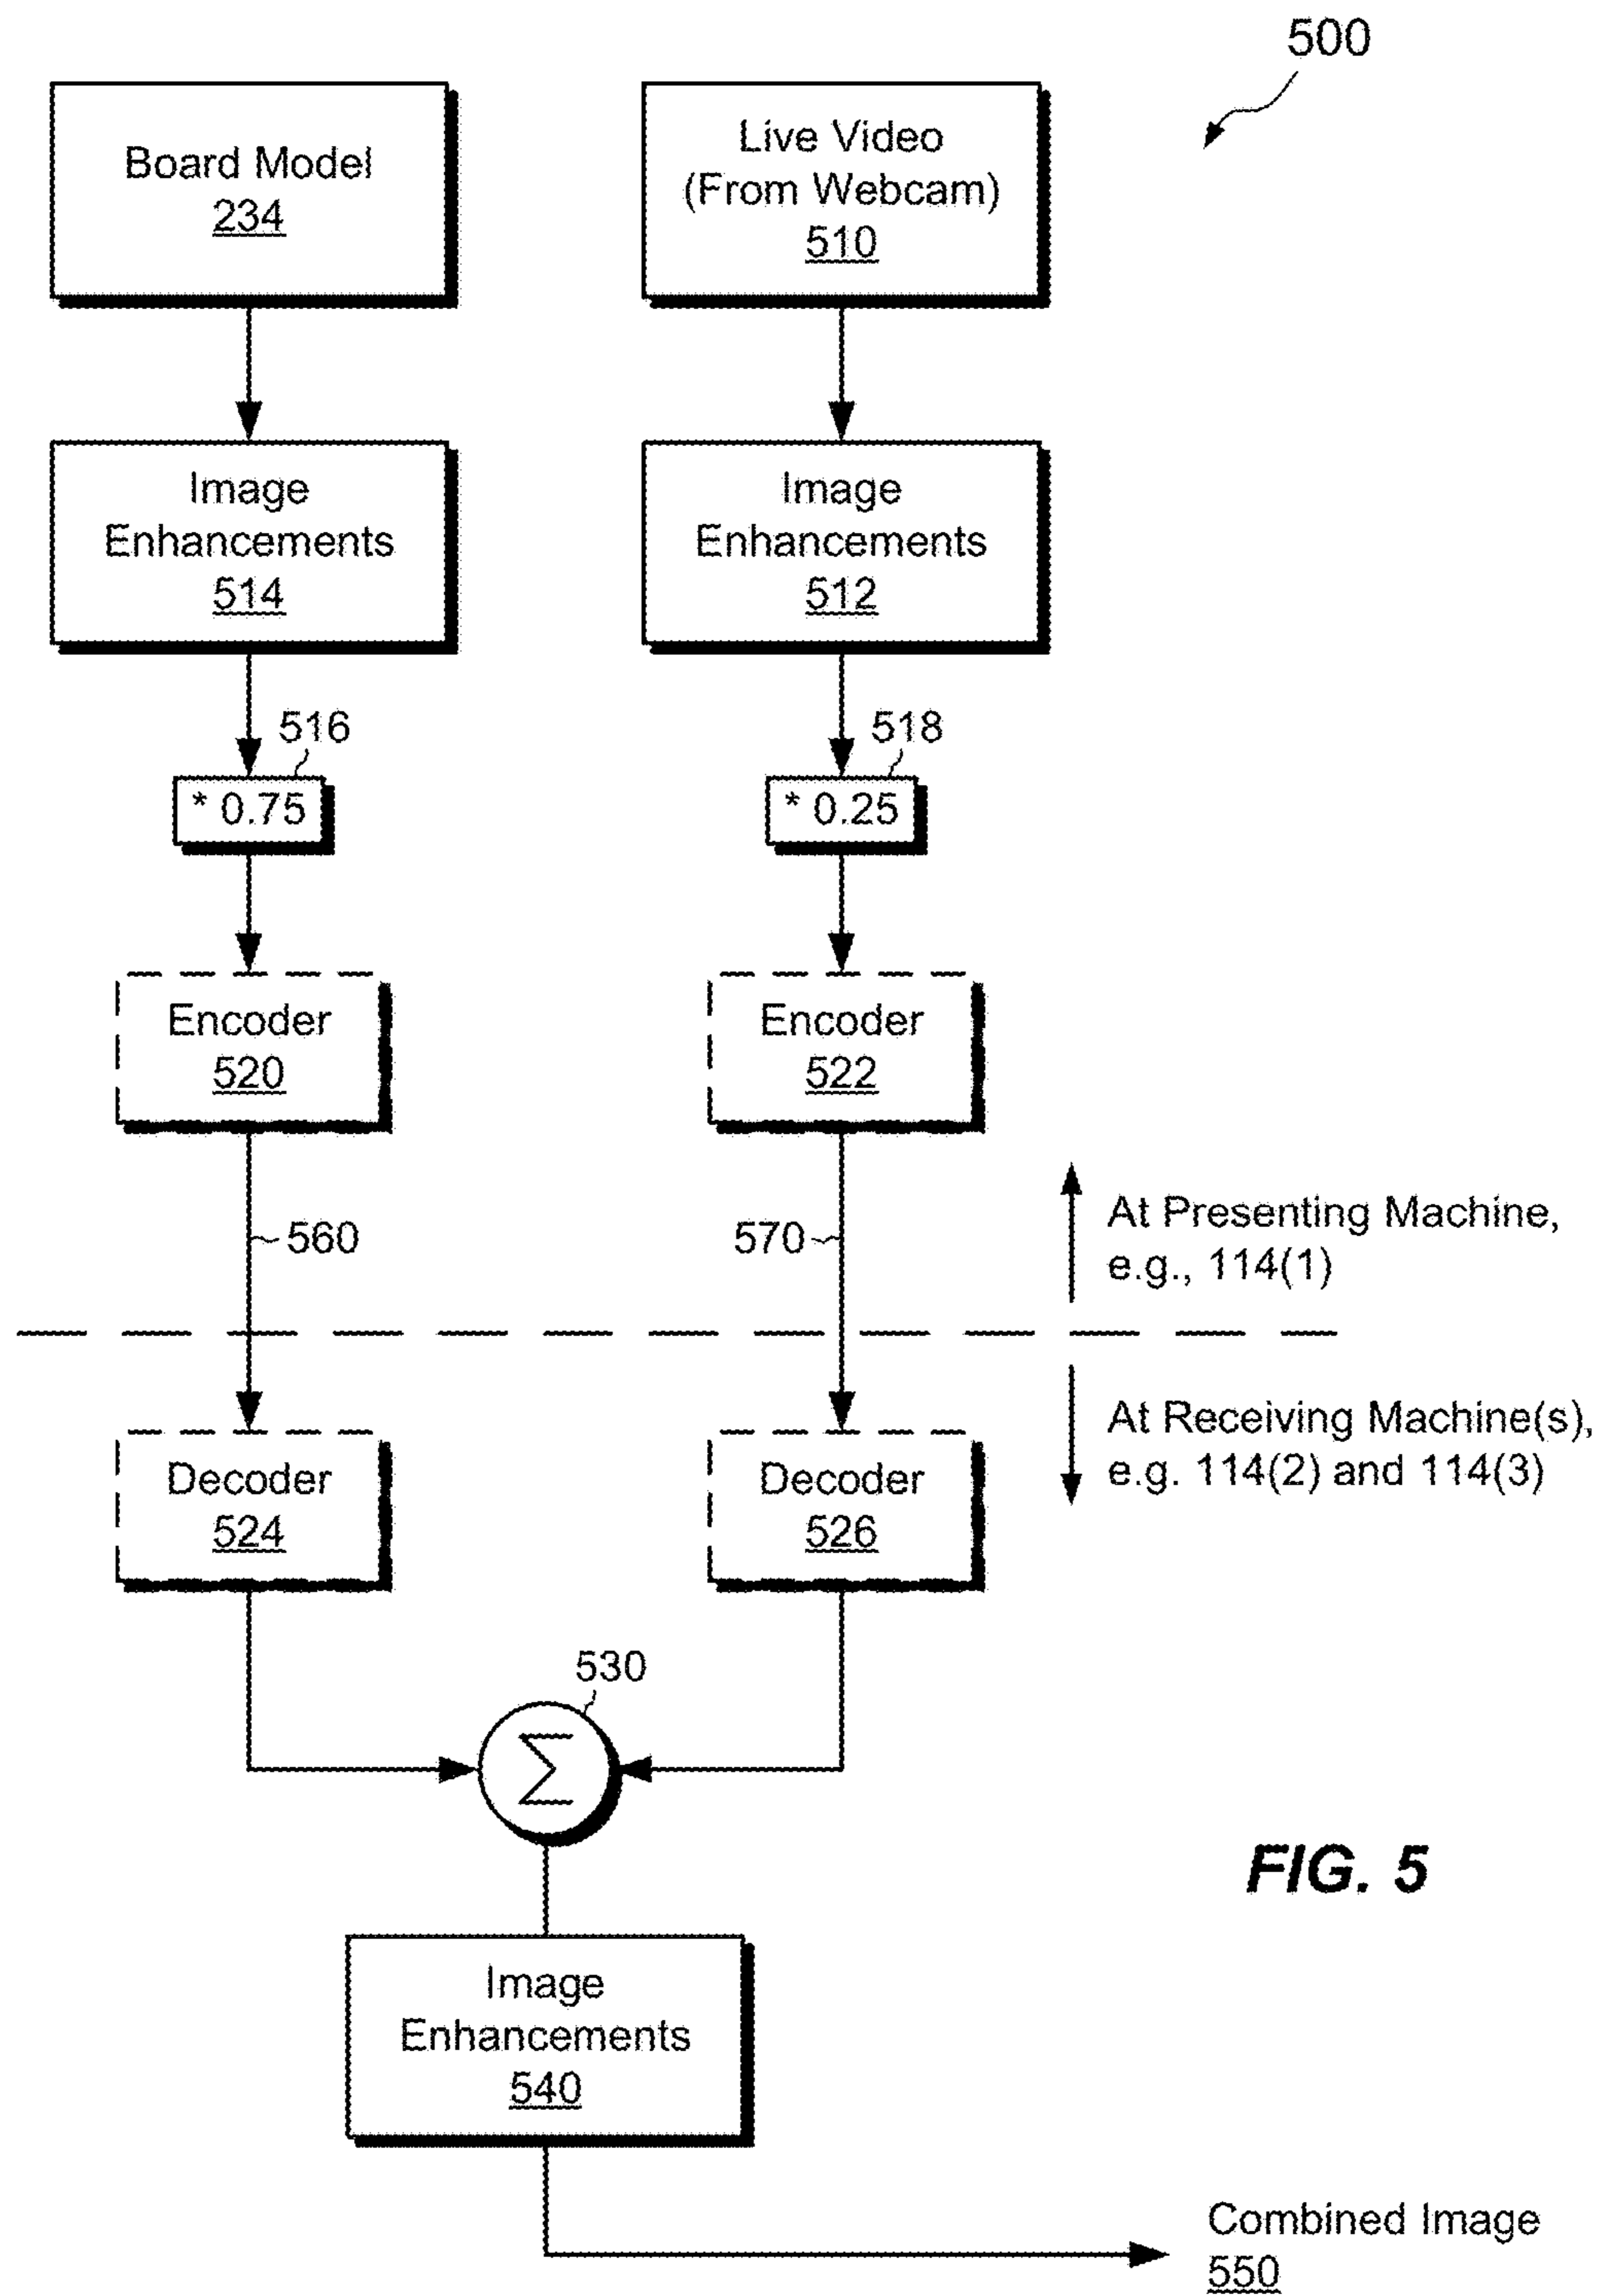 500
Board Model
234
Live Video
(From Webcam)
510
Image
Enhancements
514
Image
Enhancements
512
516
* 0.75
518
* 0.25
Encoder
520
Encoder
522
560
570
At Presenting Machine,
e.g., 114(1)
At Receiving Machine(s),
e.g. 114(2) and 114(3)
Decoder
524
Decoder
526
530
Σ
FIG. 5
Image
Enhancements
540
Combined Image
550